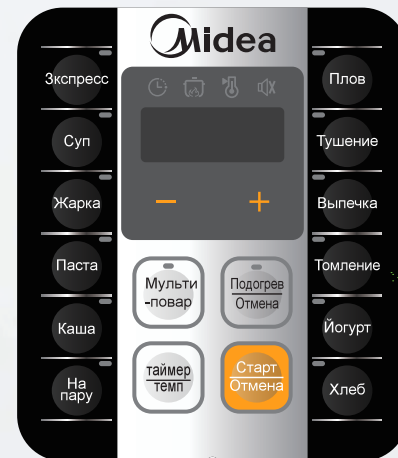 Midea
Зкспресс
Суп
Жарка
Паста
Каша
На
пару
− +
Мульти
-повар
Подогрев
Отмена
таймер
темп
Старт
Отмена
Плов
Тушение
Выпечка
Томление
Йогурт
Хлеб